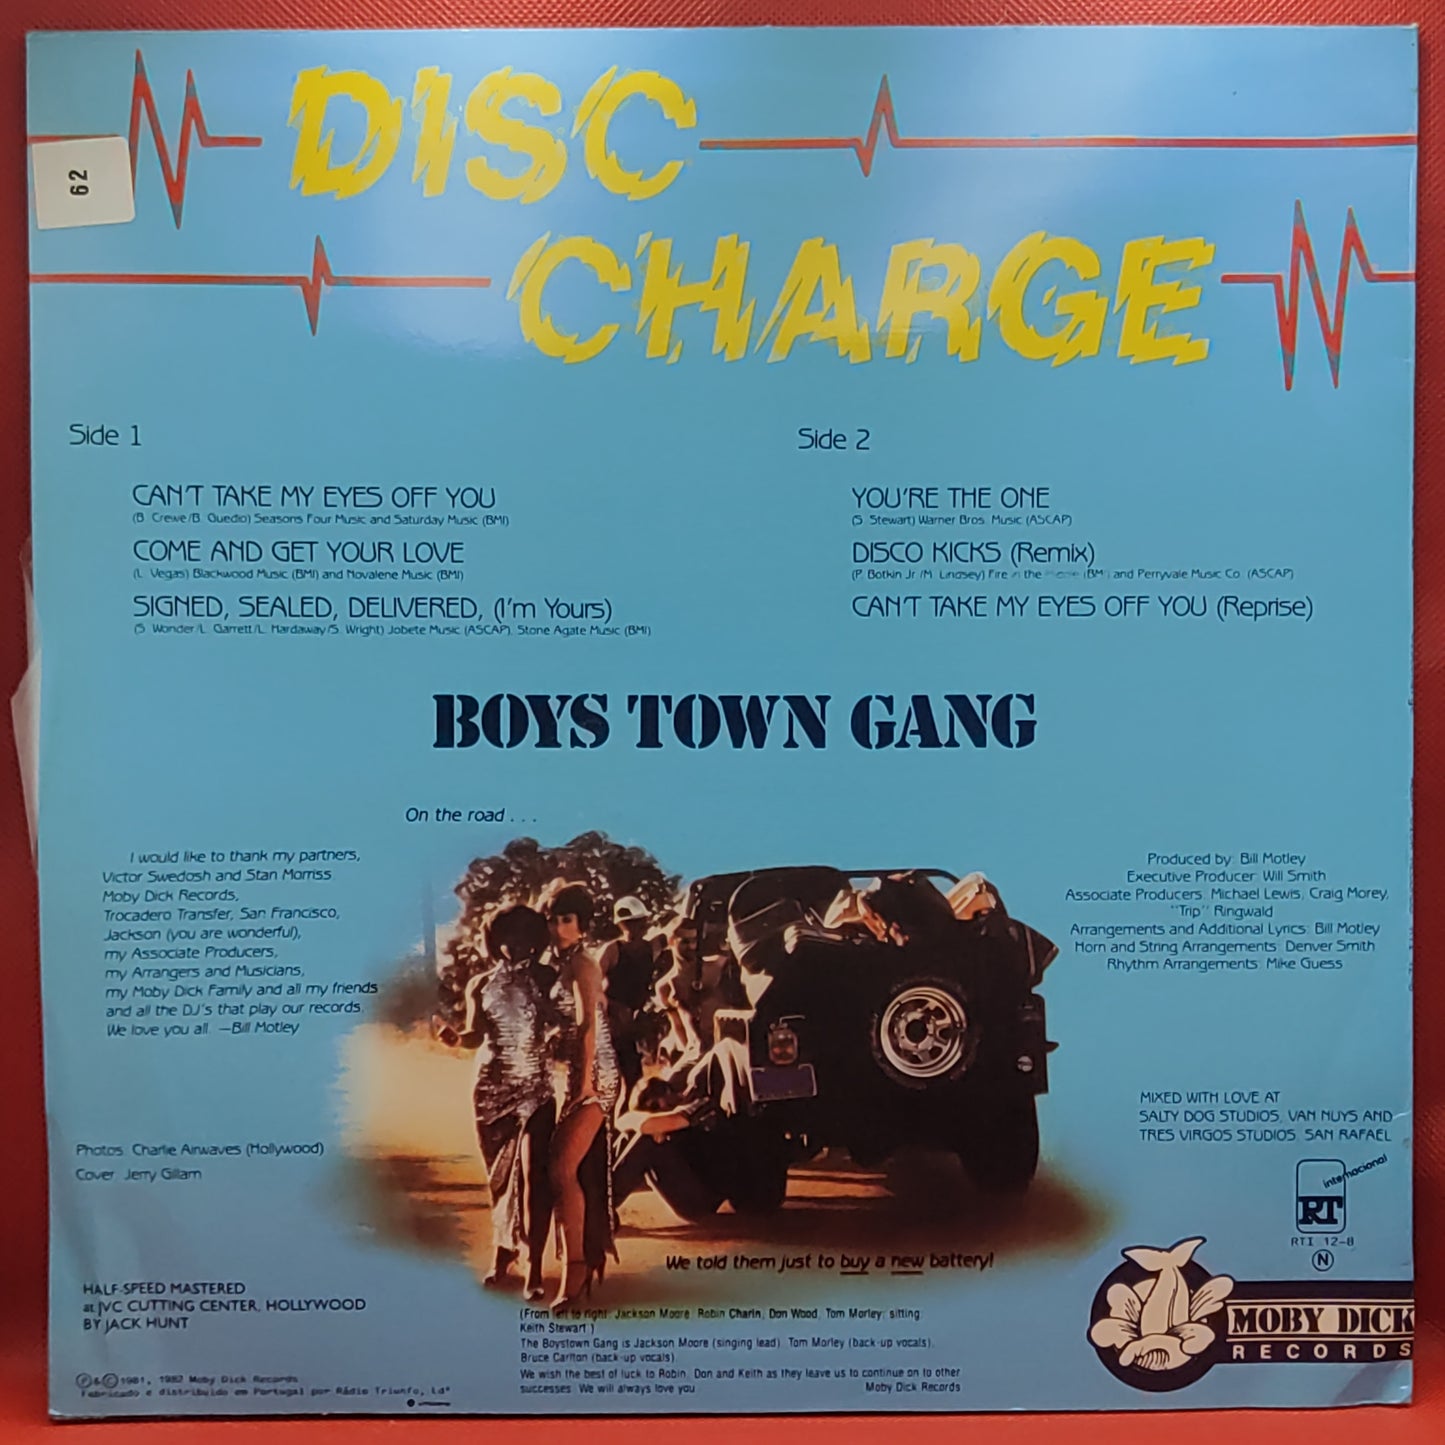 62
DISC
CHARGE
Side 1
CAN'T TAKE MY EYES OFF YOU
(B. Crewe/B. Guedio) Seasons Four Music and Saturday Music (BMI)
COME AND GET YOUR LOVE
(L. Vegas) Blackwood Music (BMI) and Novalene Music (BMI)
SIGNED, SEALED, DELIVERED, (I'm Yours)
(S. Wonder/L. Garrett/L. Hardaway/S. Wright) Jobete Music (ASCAP), Stone Agate Music (BMI)
Side 2
YOU'RE THE ONE
(S. Stewart) Warner Bros. Music (ASCAP)
DISCO KICKS (Remix)
(P. Botkin Jr./M. Lindsey) Fire in the (BMI) and Perryvale Music Co. (ASCAP)
CAN'T TAKE MY EYES OFF YOU (Reprise)
BOYS TOWN GANG
On the road . . .
I would like to thank my partners,
Victor Swedosh and Stan Morriss
Moby Dick Records,
Trocadero Transfer, San Francisco,
Jackson (you are wonderful),
my Associate Producers,
my Arrangers and Musicians,
my Moby Dick Family and all my friends
and all the DJ's that play our records.
We love you all. —Bill Motley
Produced by: Bill Motley
Executive Producer: Will Smith
Associate Producers: Michael Lewis, Craig Morey,
"Trip" Ringwald
Arrangements and Additional Lyrics: Bill Motley
Horn and String Arrangements: Denver Smith
Rhythm Arrangements: Mike Guess
MIXED WITH LOVE AT
SALTY DOG STUDIOS, VAN NUYS AND
TRES VIRGOS STUDIOS, SAN RAFAEL
Photos: Charlie Airwaves (Hollywood)
Cover: Jerry Gillam
internacional
RT
RTI 12-8
N
We told them just to buy a new battery!
HALF-SPEED MASTERED
at JVC CUTTING CENTER, HOLLYWOOD
BY JACK HUNT
(From left to right: Jackson Moore, Robin Charin, Don Wood, Tom Morley; sitting:
Keith Stewart.)
The Boystown Gang is Jackson Moore (singing lead), Tom Morley (back-up vocals),
Bruce Carlton (back-up vocals).
We wish the best of luck to Robin, Don and Keith as they leave us to continue on to other
successes. We will always love you. Moby Dick Records
MOBY DICK
RECORDS
Ⓟ&Ⓒ1981, 1982 Moby Dick Records
Fabricado e distribuído em Portugal por Rádio Triunfo, Ldª